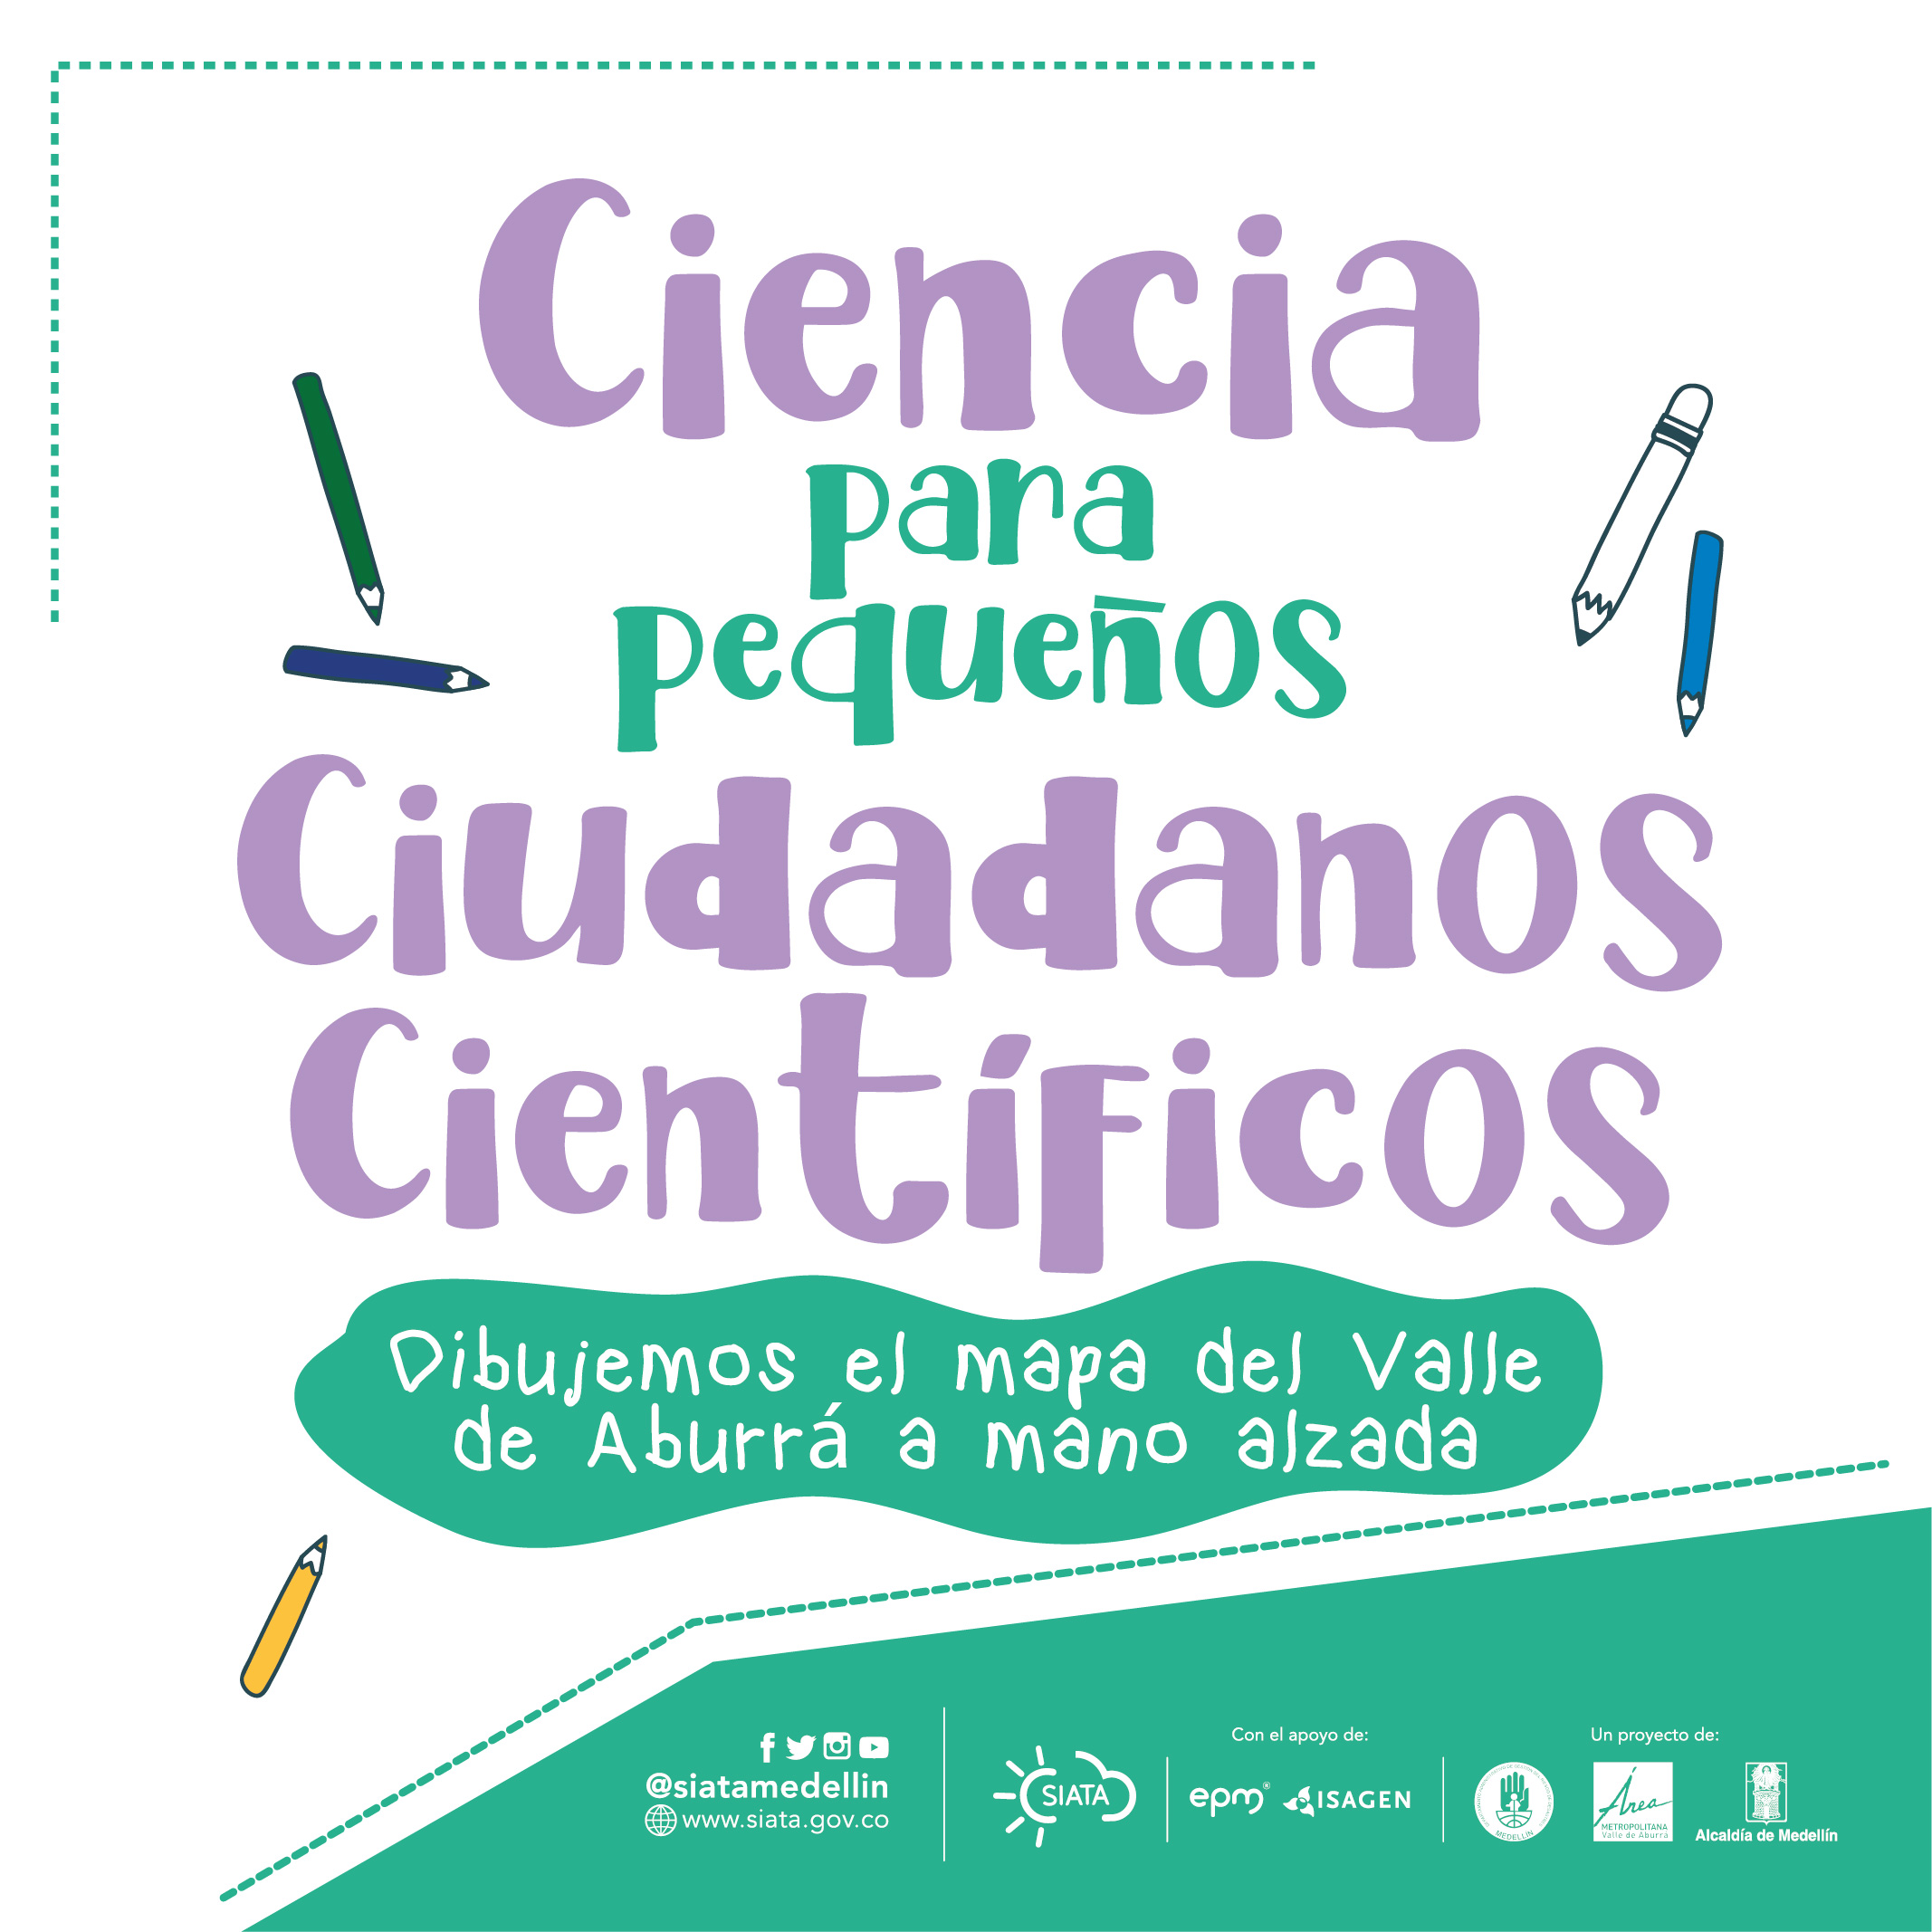 Ciencia
para
pequeños
Ciudadanos
Científicos
Dibujemos el mapa del Valle
de Aburrá a mano alzada
@siatamedellin
www.siata.gov.co
SIATA
Con el apoyo de:
epm®
ISAGEN
Un proyecto de:
MEDELLÍN
Área
METROPOLITANA
Valle de Aburrá
Alcaldía de Medellín